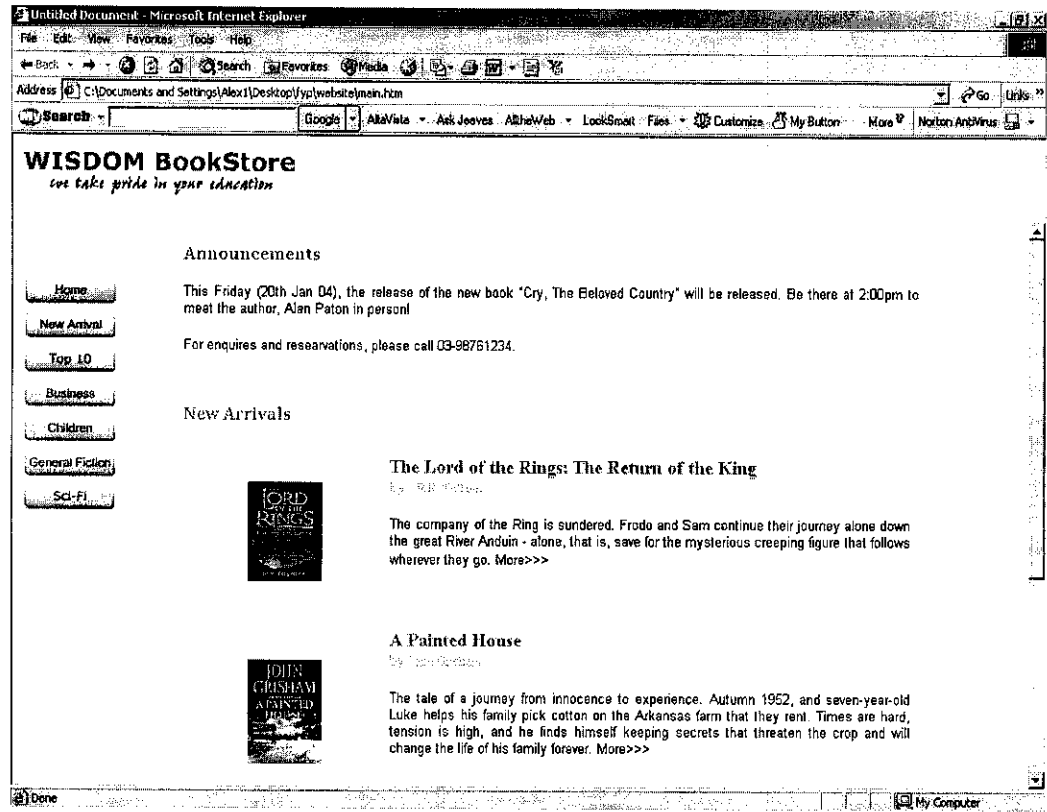 Untitled Document - Microsoft Internet Explorer
File Edit View Favorites Tools Help
Back Search Favorites Media
Address C:\Documents and Settings\Alex1\Desktop\fyp\website\main.htm Go Links »
Search Google AltaVista Ask Jeeves AlltheWeb LookSmart Files Customize My Button More Norton AntiVirus
WISDOM BookStore
we take pride in your education
Announcements
Home
This Friday (20th Jan 04), the release of the new book "Cry, The Beloved Country" will be released. Be there at 2:00pm to
meet the author, Alan Paton in person!
New Arrival
For enquires and researvations, please call 03-98761234.
Top 10
Business
New Arrivals
Children
General Fiction
Sci-Fi
The Lord of the Rings: The Return of the King
by
LORD
OF THE
RINGS
The company of the Ring is sundered. Frodo and Sam continue their journey alone down
the great River Anduin - alone, that is, save for the mysterious creeping figure that follows
wherever they go. More>>>
A Painted House
by
JOHN
GRISHAM
A PAINTED
HOUSE
The tale of a journey from innocence to experience. Autumn 1952, and seven-year-old
Luke helps his family pick cotton on the Arkansas farm that they rent. Times are hard,
tension is high, and he finds himself keeping secrets that threaten the crop and will
change the life of his family forever. More>>>
Done My Computer